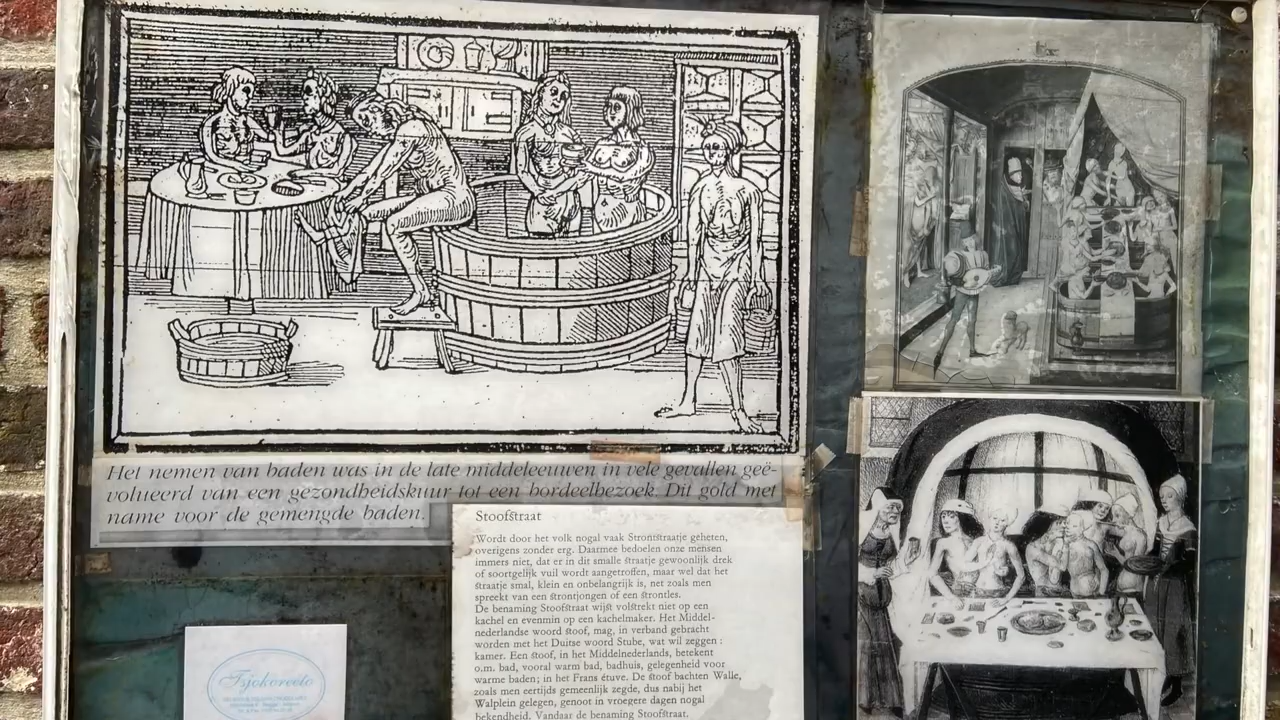 Het nemen van baden was in de late middeleeuwen in vele gevallen geë-
volueerd van een gezondheidskuur tot een bordeelbezoek. Dit gold met
name voor de gemengde baden.
Stoofstraat
Wordt door het volk nogal vaak Strontstraatje geheten,
overigens zonder erg. Daarmee bedoelen onze mensen
immers niet, dat er in dit smalle straatje gewoonlijk drek
of soortgelijk vuil wordt aangetroffen, maar wel dat het
straatje smal, klein en onbelangrijk is, net zoals men
spreekt van een strontjongen of een strontles.
De benaming Stoofstraat wijst volstrekt niet op een
kachel en evenmin op een kachelmaker. Het Middel-
nederlandse woord stoof, mag, in verband gebracht
worden met het Duitse woord Stube, wat wil zeggen :
kamer. Een stoof, in het Middelnederlands, betekent
o.m. bad, vooral warm bad, badhuis, gelegenheid voor
warme baden; in het Frans étuve. De stoof bachten Walle,
zoals men eertijds gemeenlijk zegde, dus nabij het
Walplein gelegen, genoot in vroegere dagen nogal
bekendheid. Vandaar de benaming Stoofstraat.
Tsjokoreeto